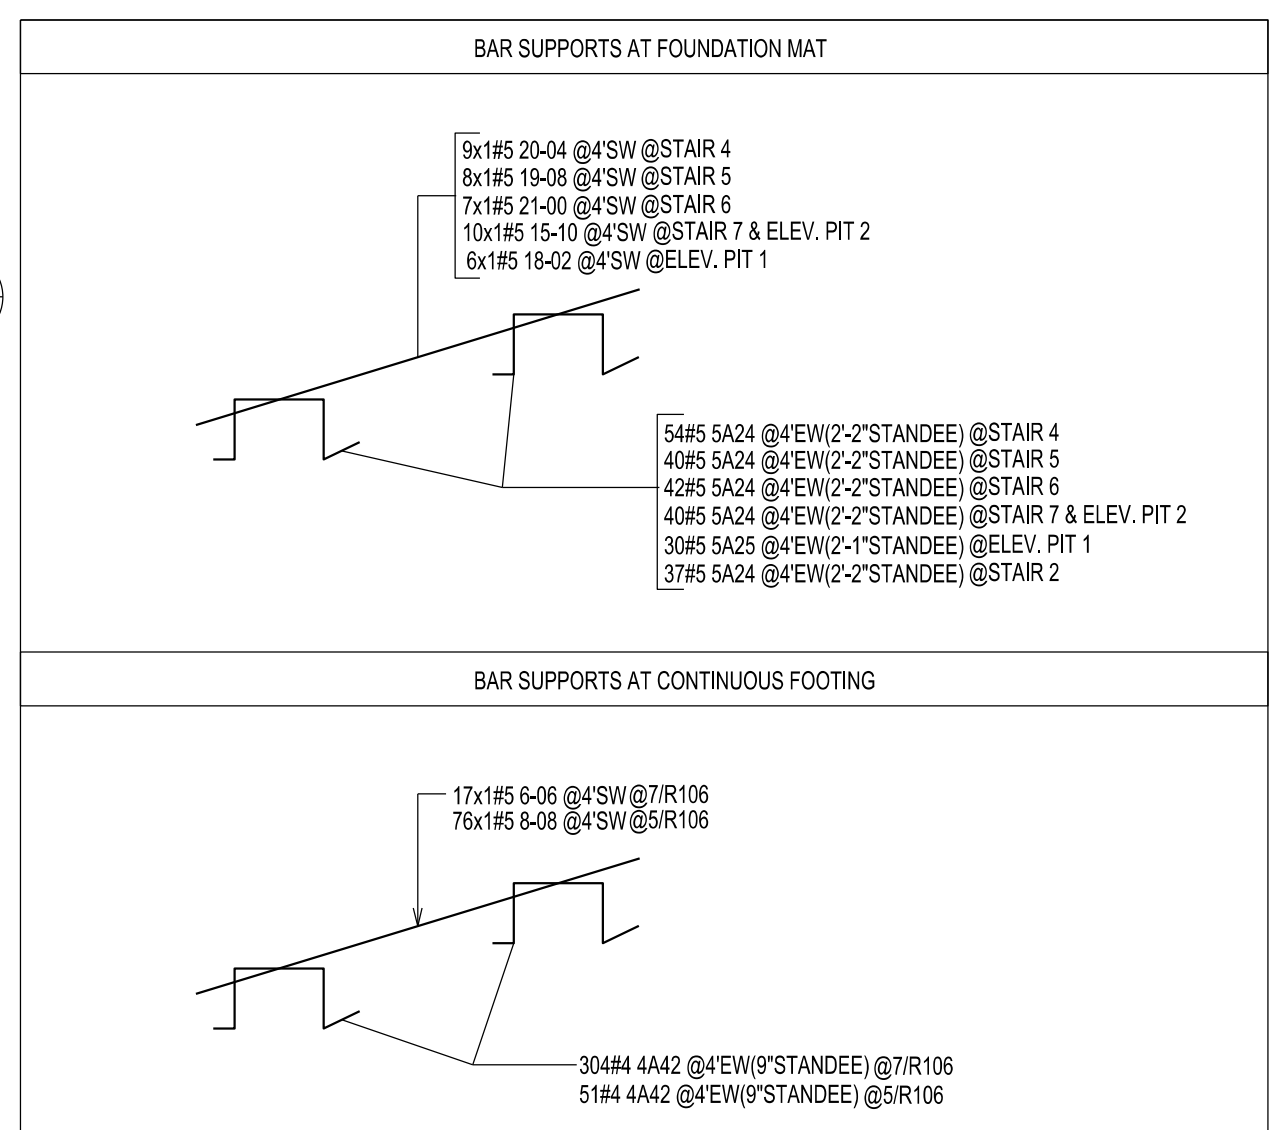 BAR SUPPORTS AT FOUNDATION MAT
9x1#5 20-04 @4'SW @STAIR 4
8x1#5 19-08 @4'SW @STAIR 5
7x1#5 21-00 @4'SW @STAIR 6
10x1#5 15-10 @4'SW @STAIR 7 & ELEV. PIT 2
6x1#5 18-02 @4'SW @ELEV. PIT 1
54#5 5A24 @4'EW(2'-2"STANDEE) @STAIR 4
40#5 5A24 @4'EW(2'-2"STANDEE) @STAIR 5
42#5 5A24 @4'EW(2'-2"STANDEE) @STAIR 6
40#5 5A24 @4'EW(2'-2"STANDEE) @STAIR 7 & ELEV. PIT 2
30#5 5A25 @4'EW(2'-1"STANDEE) @ELEV. PIT 1
37#5 5A24 @4'EW(2'-2"STANDEE) @STAIR 2
BAR SUPPORTS AT CONTINUOUS FOOTING
17x1#5 6-06 @4'SW @7/R106
76x1#5 8-08 @4'SW @5/R106
304#4 4A42 @4'EW(9"STANDEE) @7/R106
51#4 4A42 @4'EW(9"STANDEE) @5/R106